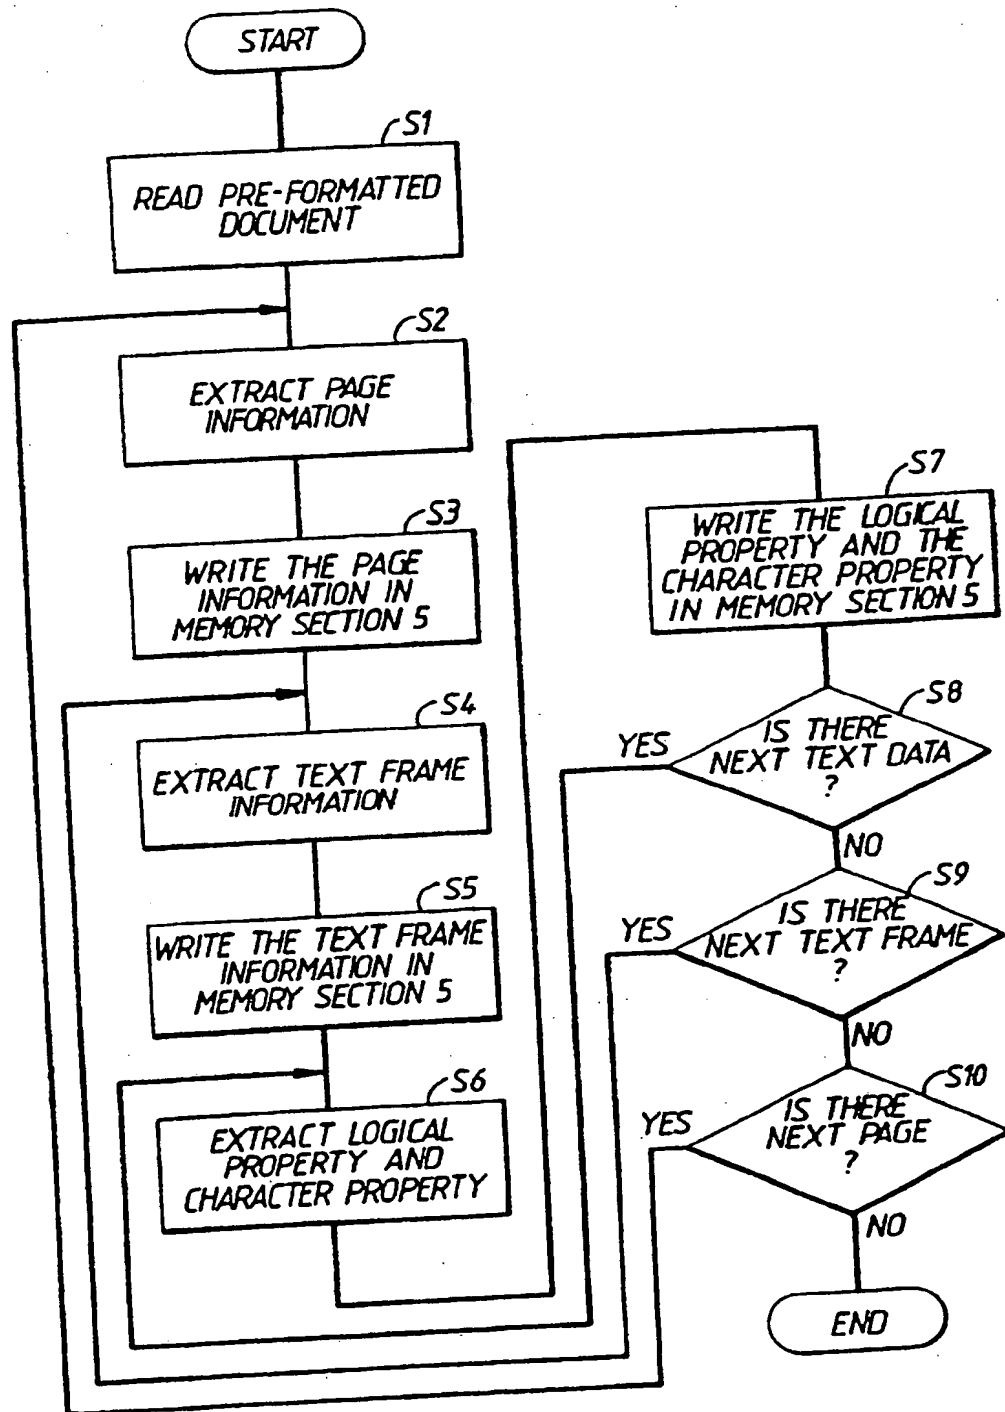 START
S1
READ PRE-FORMATTED
DOCUMENT
S2
EXTRACT PAGE
INFORMATION
S3
WRITE THE PAGE
INFORMATION IN
MEMORY SECTION 5
S4
EXTRACT TEXT FRAME
INFORMATION
S5
WRITE THE TEXT FRAME
INFORMATION IN
MEMORY SECTION 5
S6
EXTRACT LOGICAL
PROPERTY AND
CHARACTER PROPERTY
S7
WRITE THE LOGICAL
PROPERTY AND THE
CHARACTER PROPERTY
IN MEMORY SECTION 5
S8
IS THERE
NEXT TEXT DATA
?
YES
NO
S9
IS THERE
NEXT TEXT FRAME
?
YES
NO
S10
IS THERE
NEXT PAGE
?
YES
NO
END